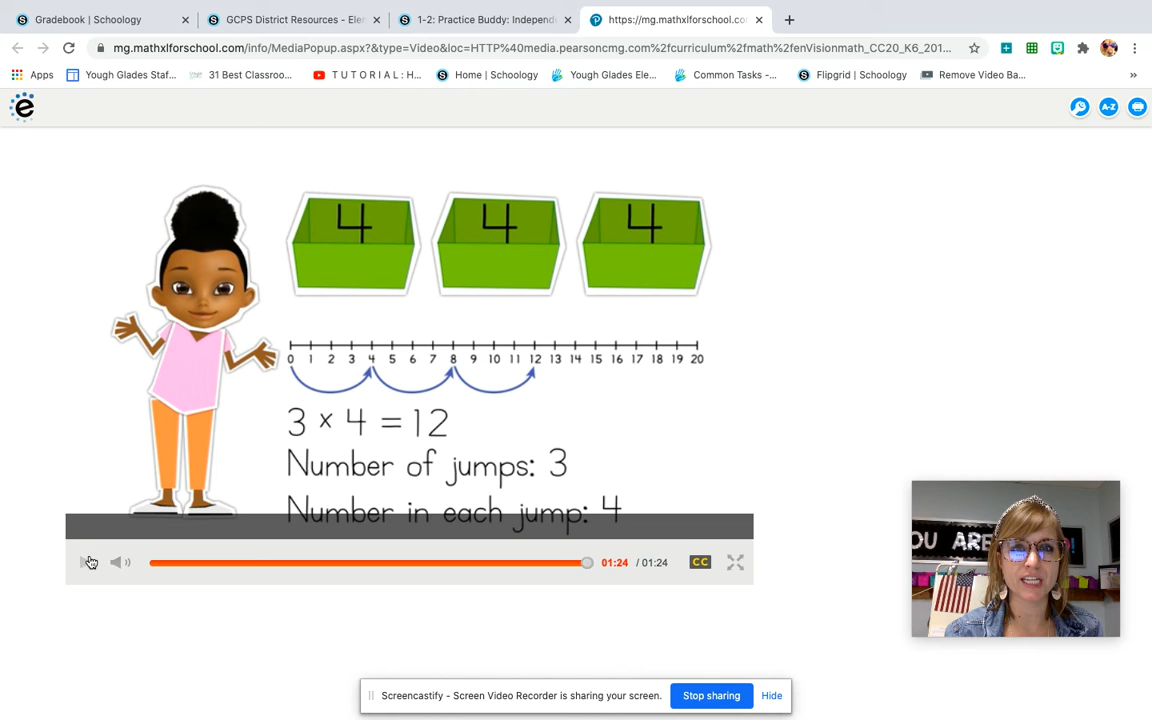 Gradebook | Schoology
GCPS District Resources - Elen
1-2: Practice Buddy: Independe
https://mg.mathxlforschool.co
mg.mathxlforschool.com/info/MediaPopup.aspx?&type=Video&loc=HTTP%40media.pearsoncmg.com%2fcurriculum%2fmath%2fenVisionmath_CC20_K6_201...
Apps
Yough Glades Staf...
31 Best Classroo...
T U T O R I A L : H...
Home | Schoology
Yough Glades Ele...
Common Tasks -...
Flipgrid | Schoology
Remove Video Ba...
»
e
A-Z
4 4 4
0 1 2 3 4 5 6 7 8 9 10 11 12 13 14 15 16 17 18 19 20
3 × 4 = 12
Number of jumps: 3
Number in each jump: 4
01:24 / 01:24
CC
OU ARE
Screencastify - Screen Video Recorder is sharing your screen.
Stop sharing
Hide